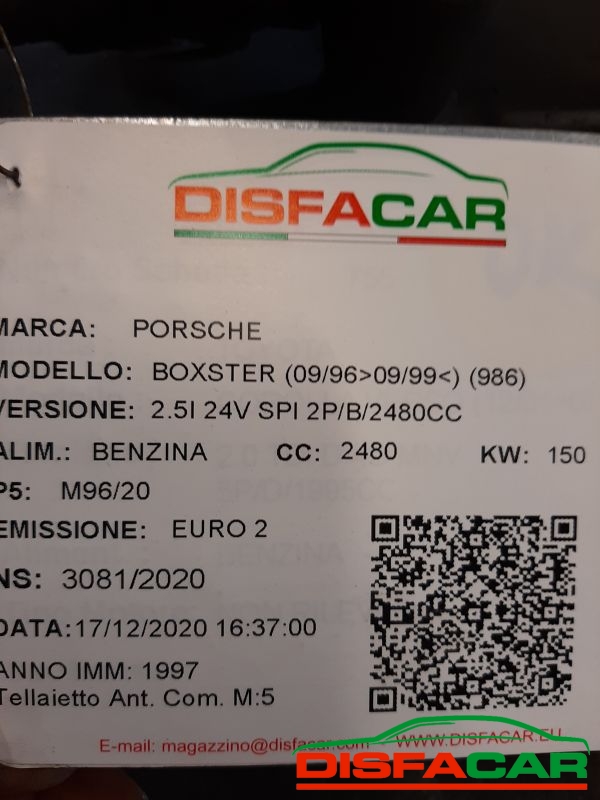 DISFACAR
MARCA: PORSCHE
MODELLO: BOXSTER (09/96>09/99<) (986)
VERSIONE: 2.5I 24V SPI 2P/B/2480CC
ALIM.: BENZINA CC: 2480 KW: 150
P5: M96/20
EMISSIONE: EURO 2
NS: 3081/2020
DATA:17/12/2020 16:37:00
ANNO IMM: 1997
Tellaietto Ant. Com. M:5
E-mail: magazzino@disfacar.com WWW.DISFACAR.EU
DISFACAR